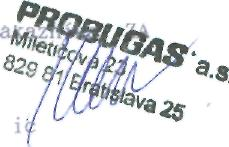 PROBUGAS a.s.
Miletičova 23
829 81 Bratislava 25